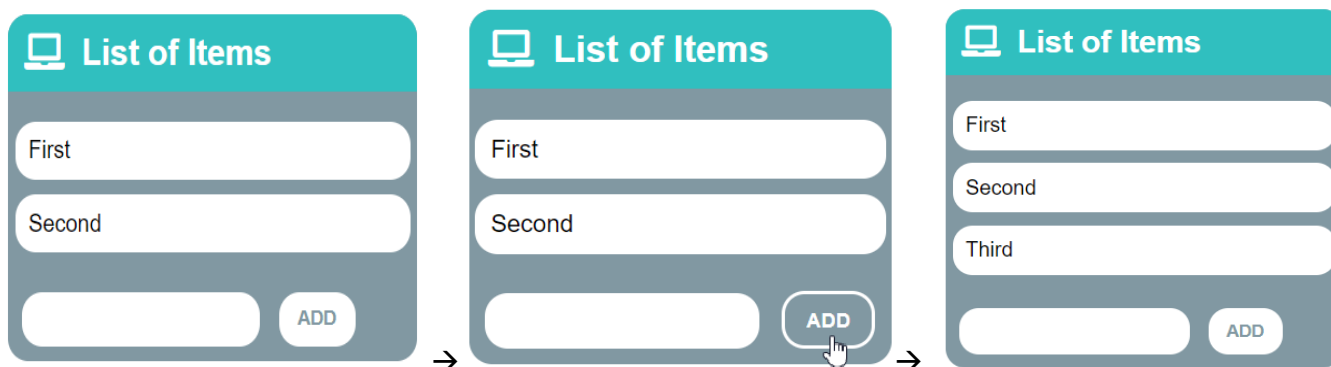 List of Items
First
Second
ADD
→
List of Items
First
Second
ADD
→
List of Items
First
Second
Third
ADD